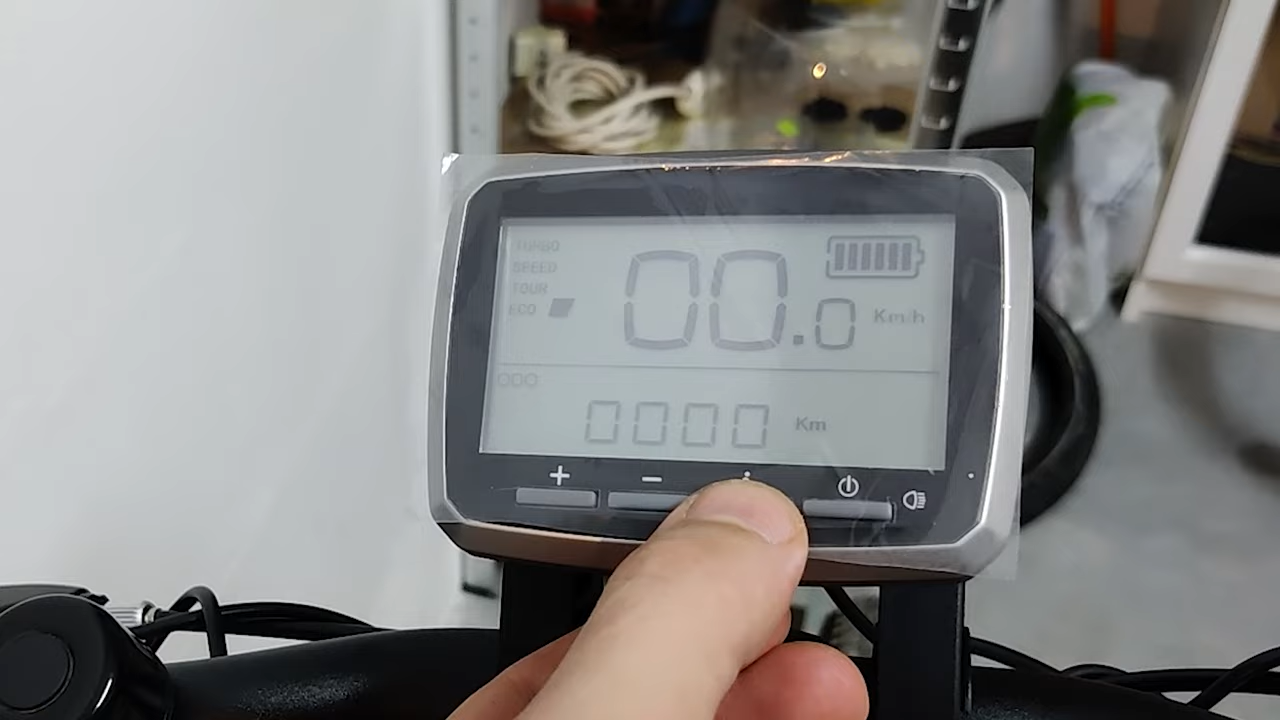 TURBO
SPEED
TOUR
ECO
00.0 Km/h
ODO
0000 Km
+ − i